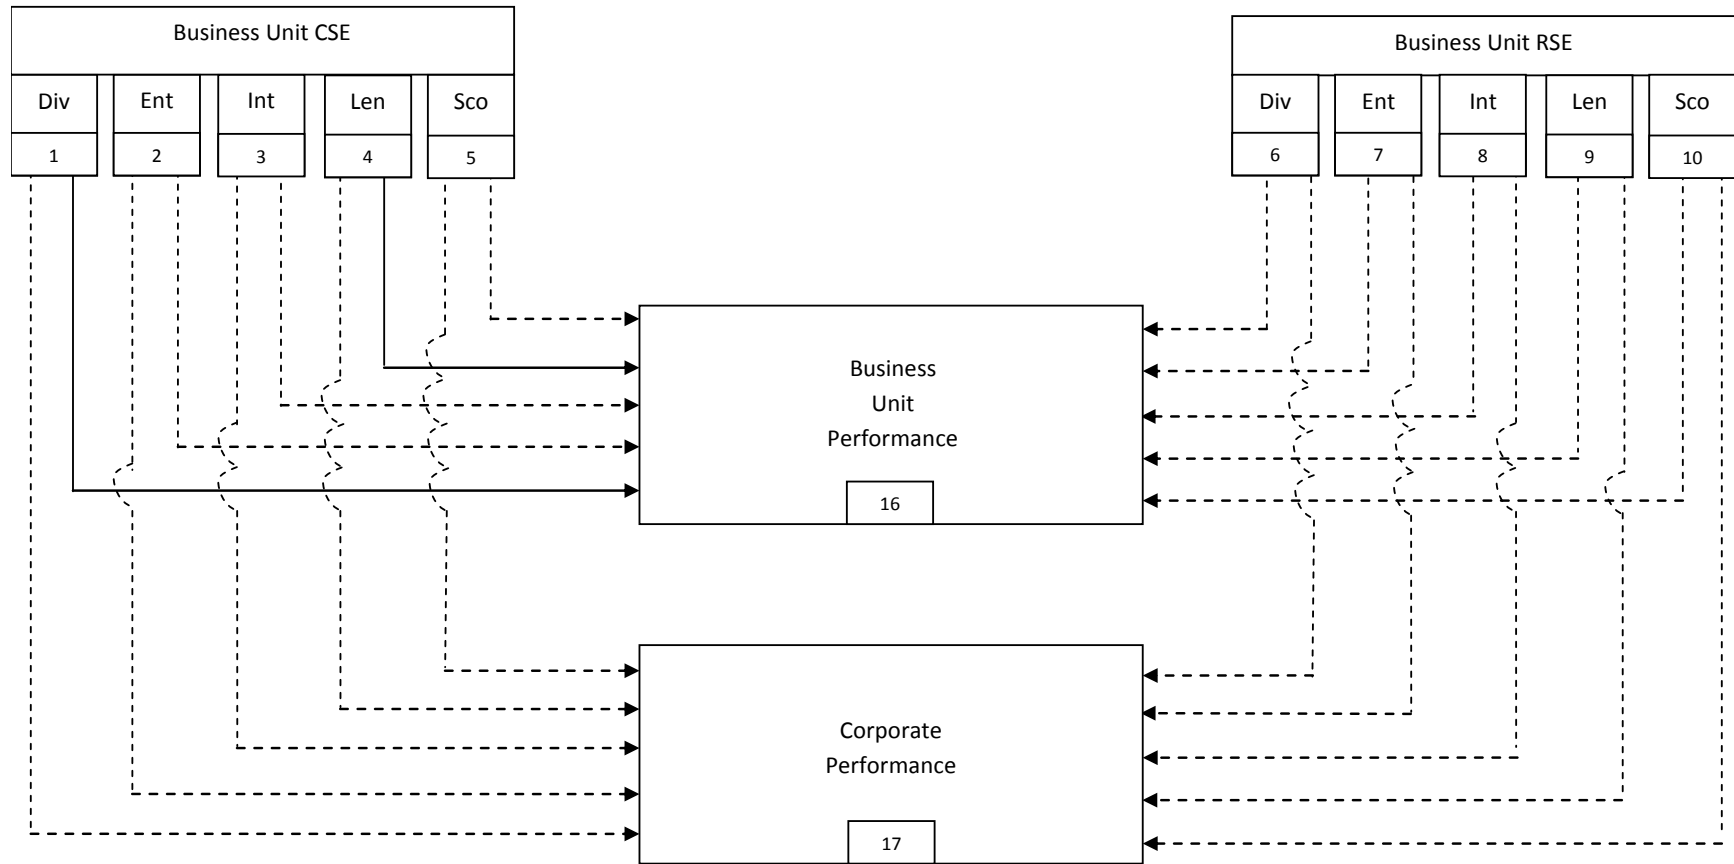 Business Unit CSE
Div Ent Int Len Sco
1 2 3 4 5
Business Unit RSE
Div Ent Int Len Sco
6 7 8 9 10
Business
Unit
Performance
16
Corporate
Performance
17